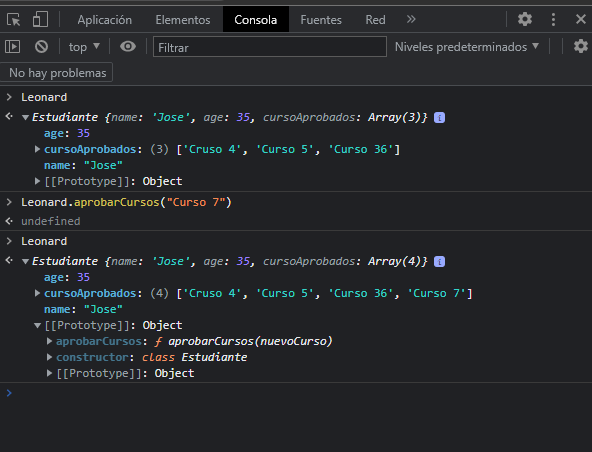 Aplicación Elementos Consola Fuentes Red »
top ▼ Filtrar Niveles predeterminados ▼
No hay problemas
> Leonard
▼ Estudiante {name: 'Jose', age: 35, cursoAprobados: Array(3)} i
age: 35
▶ cursoAprobados: (3) ['Cruso 4', 'Curso 5', 'Curso 36']
name: "Jose"
▶ [[Prototype]]: Object
> Leonard.aprobarCursos("Curso 7")
undefined
> Leonard
▼ Estudiante {name: 'Jose', age: 35, cursoAprobados: Array(4)} i
age: 35
▶ cursoAprobados: (4) ['Cruso 4', 'Curso 5', 'Curso 36', 'Curso 7']
name: "Jose"
▼ [[Prototype]]: Object
▶ aprobarCursos: ƒ aprobarCursos(nuevoCurso)
▶ constructor: class Estudiante
▶ [[Prototype]]: Object
>